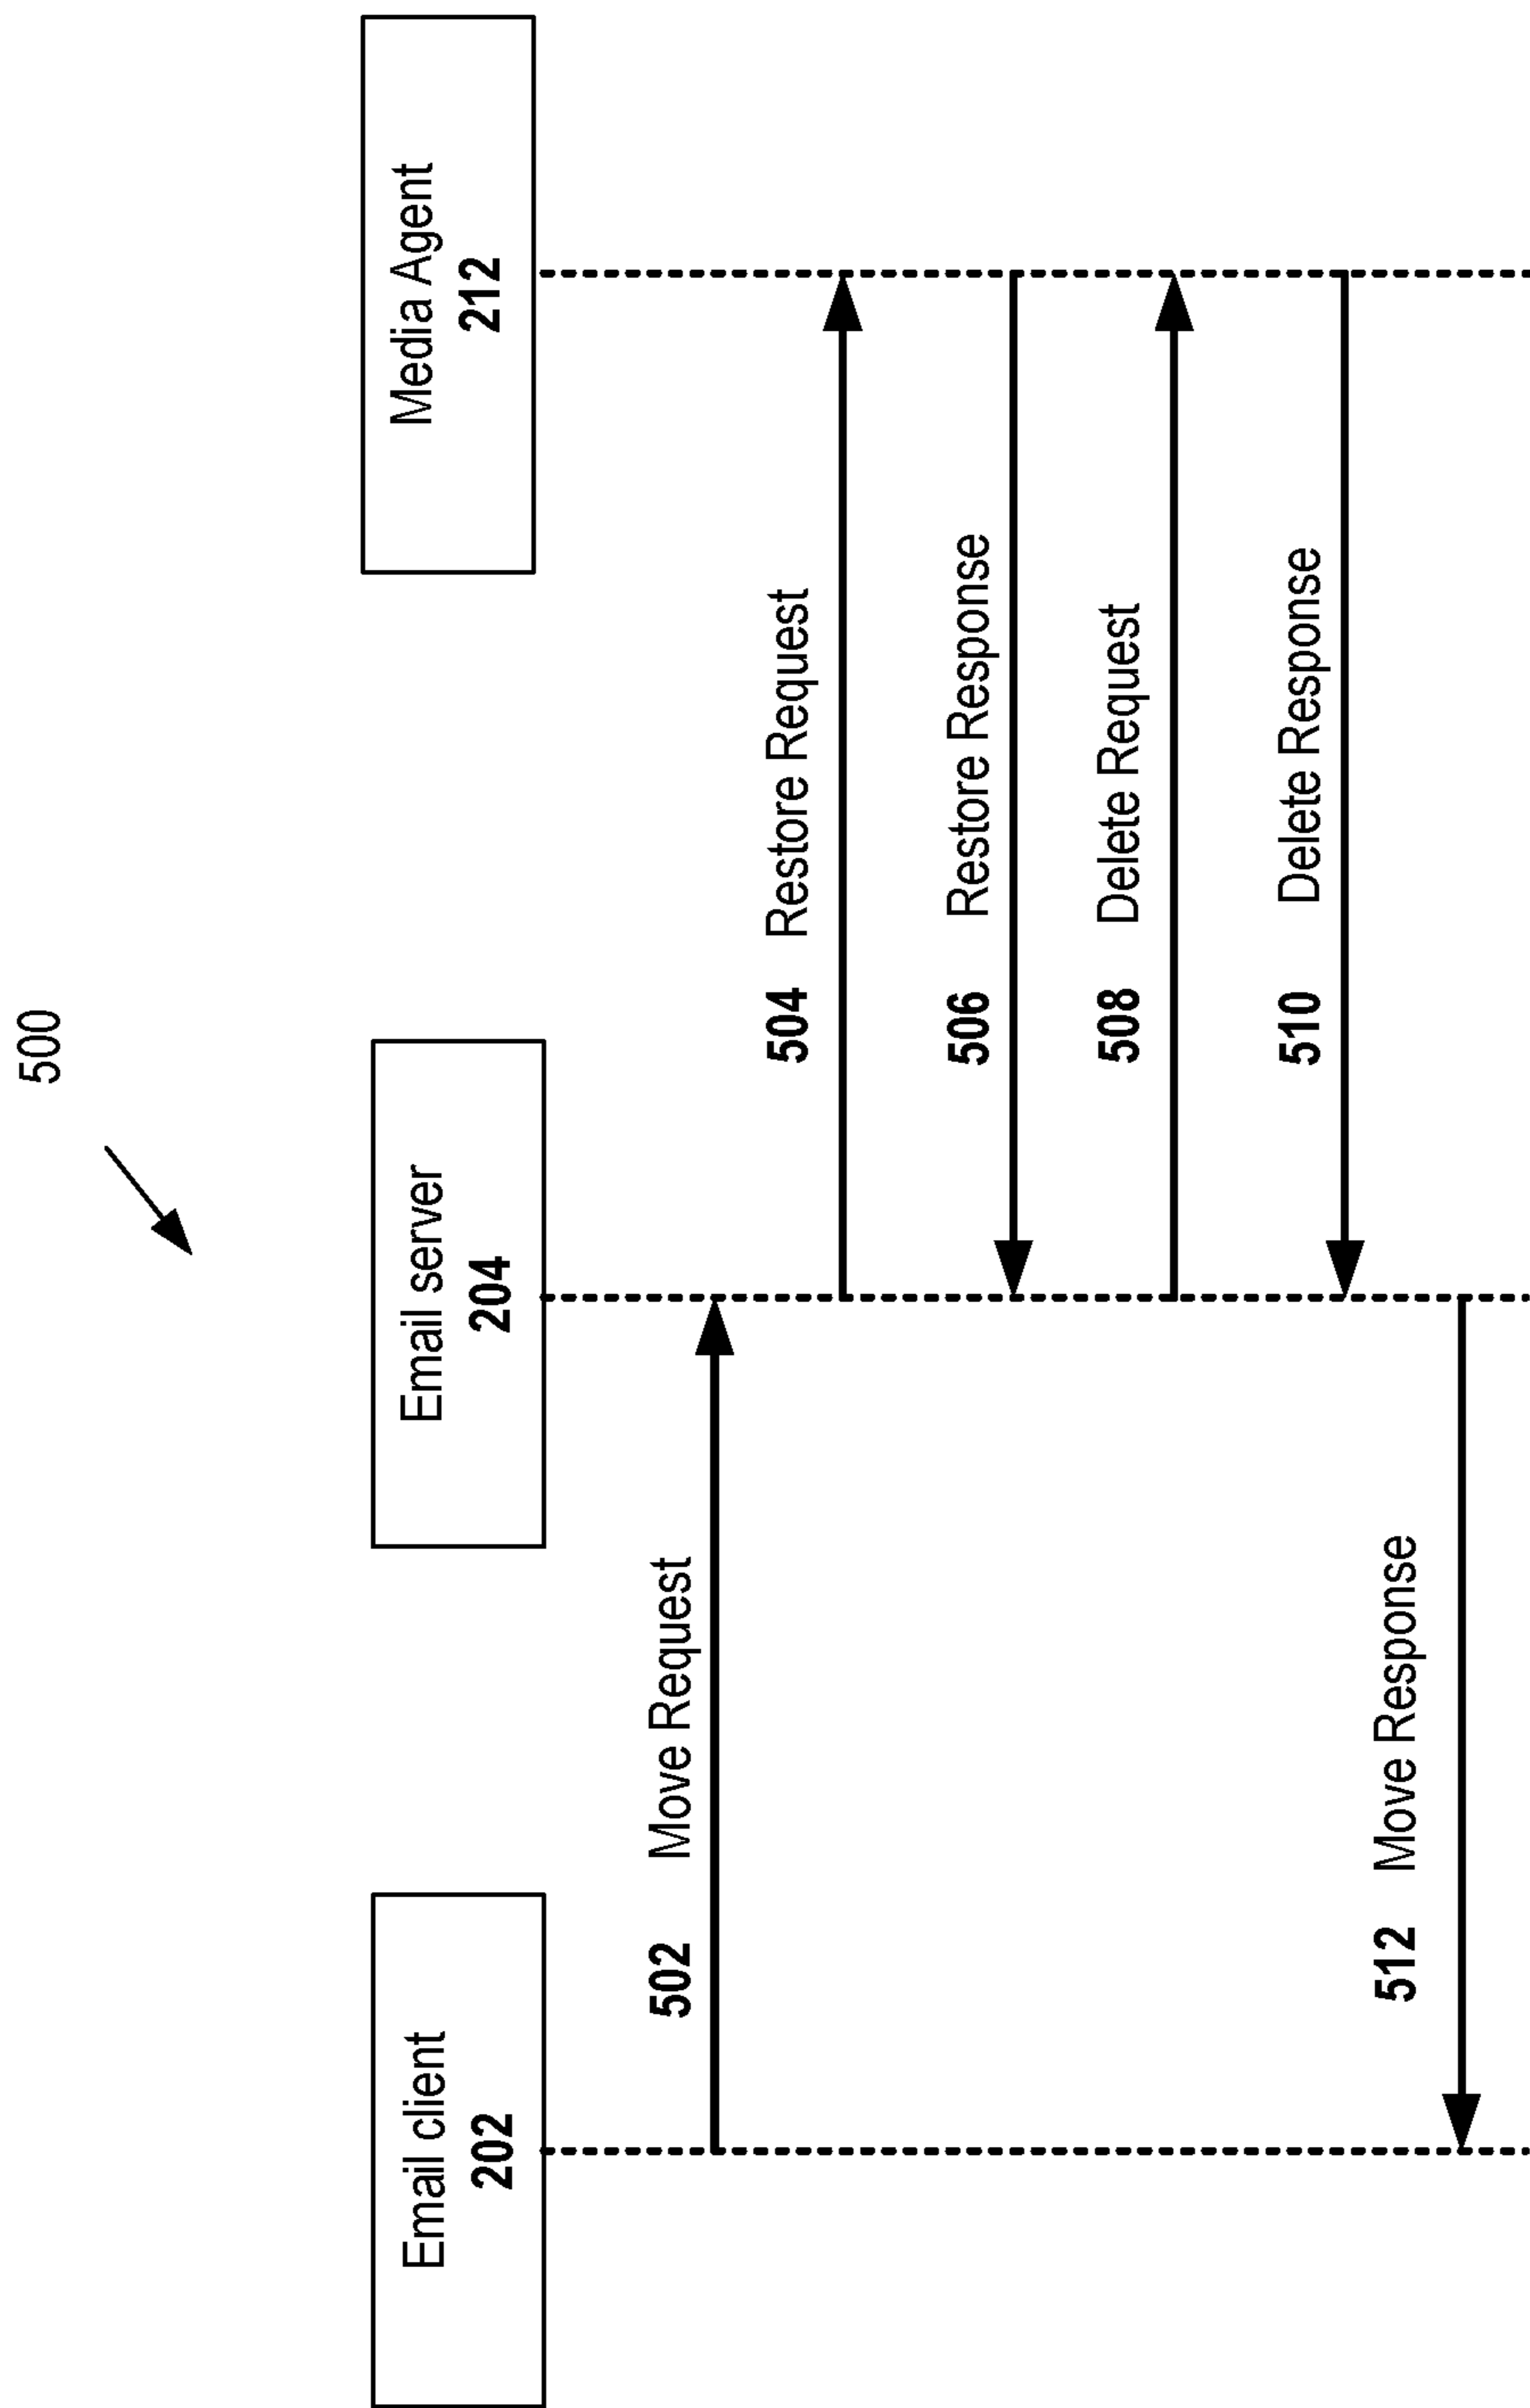 500
Email client
202
Email server
204
Media Agent
212
502 Move Request
504 Restore Request
506 Restore Response
508 Delete Request
510 Delete Response
512 Move Response